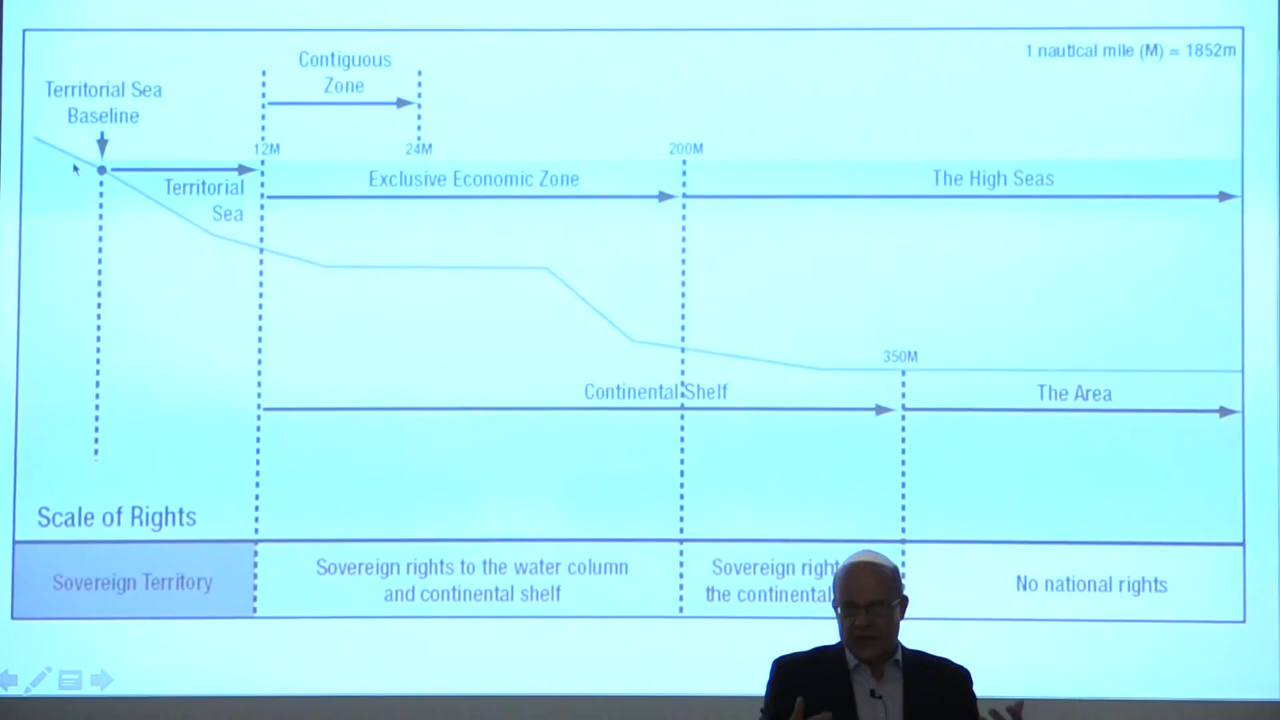 1 nautical mile (M) = 1852m
Contiguous
Zone
Territorial Sea
Baseline
12M
24M
200M
Territorial
Sea
Exclusive Economic Zone
The High Seas
350M
Continental Shelf
The Area
Scale of Rights
Sovereign Territory
Sovereign rights to the water column
and continental shelf
Sovereign
the continental
No national rights